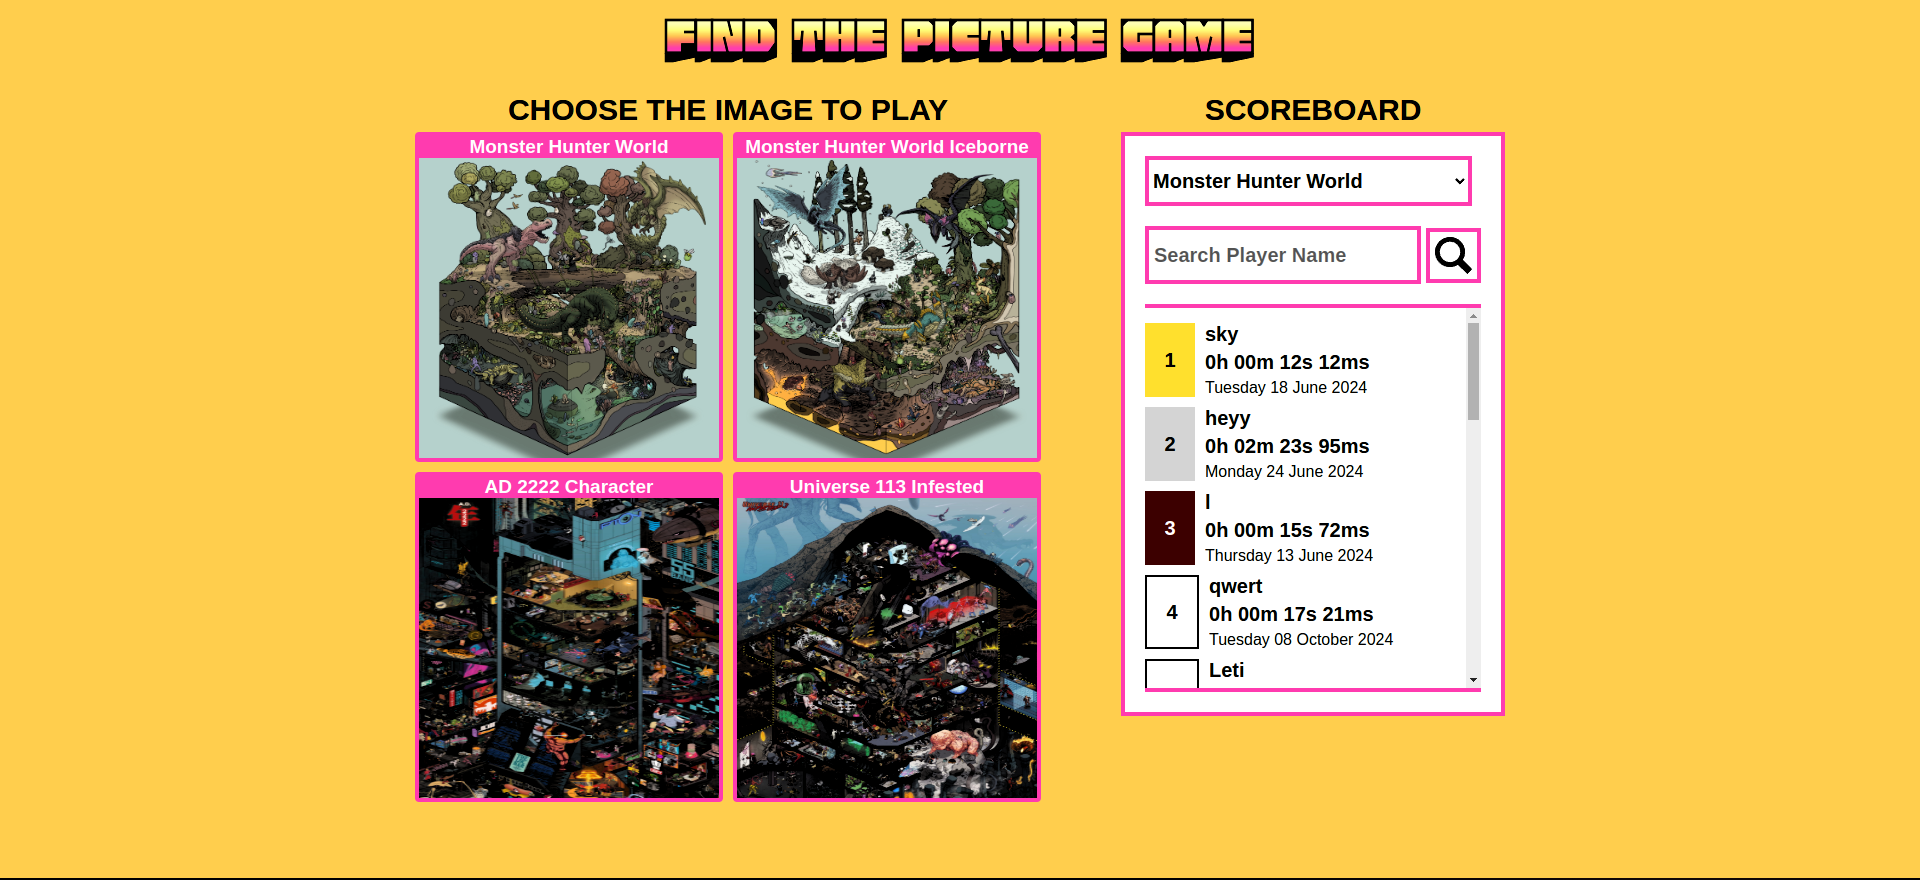 FIND THE PICTURE GAME
CHOOSE THE IMAGE TO PLAY
Monster Hunter World
Monster Hunter World Iceborne
AD 2222 Character
Universe 113 Infested
SCOREBOARD
Monster Hunter World
Search Player Name
1
sky
0h 00m 12s 12ms
Tuesday 18 June 2024
2
heyy
0h 02m 23s 95ms
Monday 24 June 2024
3
l
0h 00m 15s 72ms
Thursday 13 June 2024
4
qwert
0h 00m 17s 21ms
Tuesday 08 October 2024
Leti